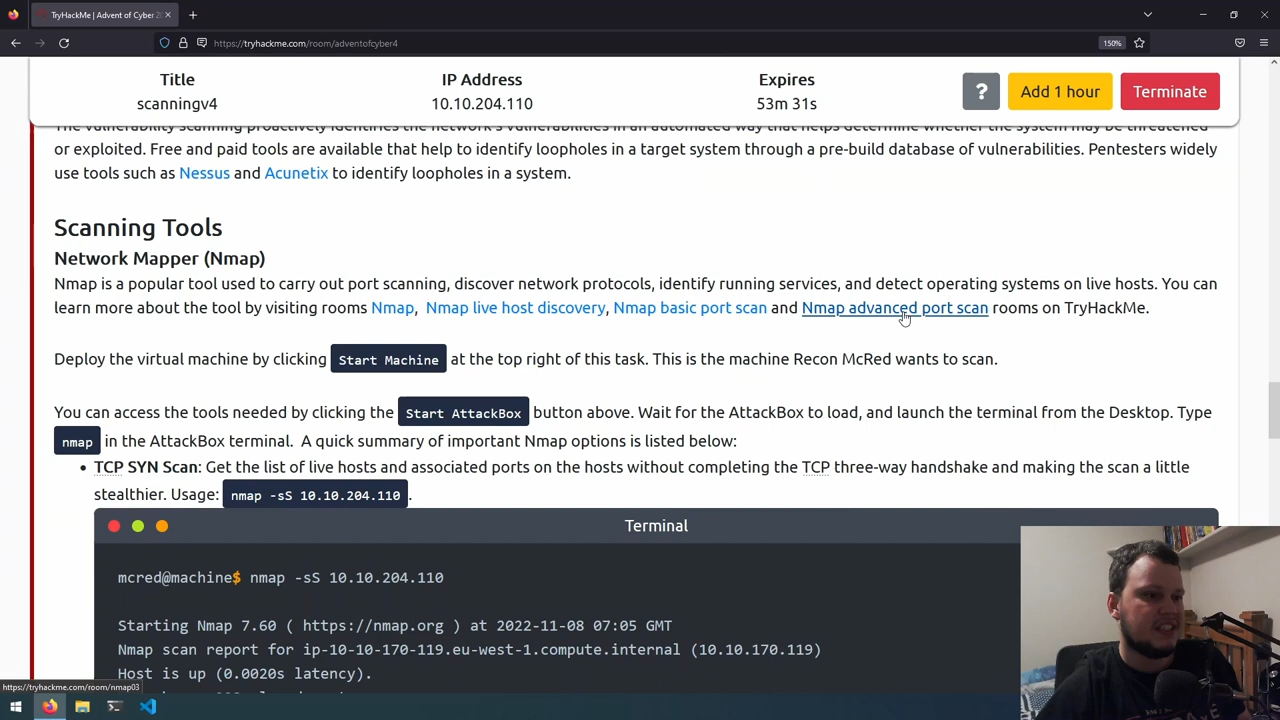 TryHackMe | Advent of Cyber 2
https://tryhackme.com/room/adventofcyber4
150%
Title
IP Address
Expires
scanningv4
10.10.204.110
53m 31s
?
Add 1 hour
Terminate
The vulnerability scanning proactively identifies the network's vulnerabilities in an automated way that helps determine whether the system may be threatened
or exploited. Free and paid tools are available that help to identify loopholes in a target system through a pre-build database of vulnerabilities. Pentesters widely
use tools such as Nessus and Acunetix to identify loopholes in a system.
Scanning Tools
Network Mapper (Nmap)
Nmap is a popular tool used to carry out port scanning, discover network protocols, identify running services, and detect operating systems on live hosts. You can
learn more about the tool by visiting rooms Nmap, Nmap live host discovery, Nmap basic port scan and Nmap advanced port scan rooms on TryHackMe.
Deploy the virtual machine by clicking Start Machine at the top right of this task. This is the machine Recon McRed wants to scan.
You can access the tools needed by clicking the Start AttackBox button above. Wait for the AttackBox to load, and launch the terminal from the Desktop. Type
nmap in the AttackBox terminal. A quick summary of important Nmap options is listed below:
TCP SYN Scan: Get the list of live hosts and associated ports on the hosts without completing the TCP three-way handshake and making the scan a little
stealthier. Usage: nmap -sS 10.10.204.110.
Terminal
mcred@machine$ nmap -sS 10.10.204.110
Starting Nmap 7.60 ( https://nmap.org ) at 2022-11-08 07:05 GMT
Nmap scan report for ip-10-10-170-119.eu-west-1.compute.internal (10.10.170.119)
Host is up (0.0020s latency).
https://tryhackme.com/room/nmap03